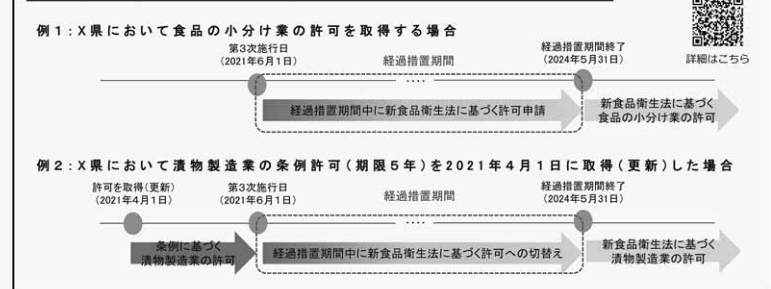 例1:X県において食品の小分け業の許可を取得する場合
第3次施行日
(2021年6月1日)
経過措置期間
経過措置期間終了
(2024年5月31日)
詳細はこちら
経過措置期間中に新食品衛生法に基づく許可申請
新食品衛生法に基づく
食品の小分け業の許可
例2:X県において漬物製造業の条例許可(期限5年)を2021年4月1日に取得(更新)した場合
許可を取得(更新)
(2021年4月1日)
第3次施行日
(2021年6月1日)
経過措置期間
経過措置期間終了
(2024年5月31日)
条例に基づく
漬物製造業の許可
経過措置期間中に新食品衛生法に基づく許可への切替え
新食品衛生法に基づく
漬物製造業の許可